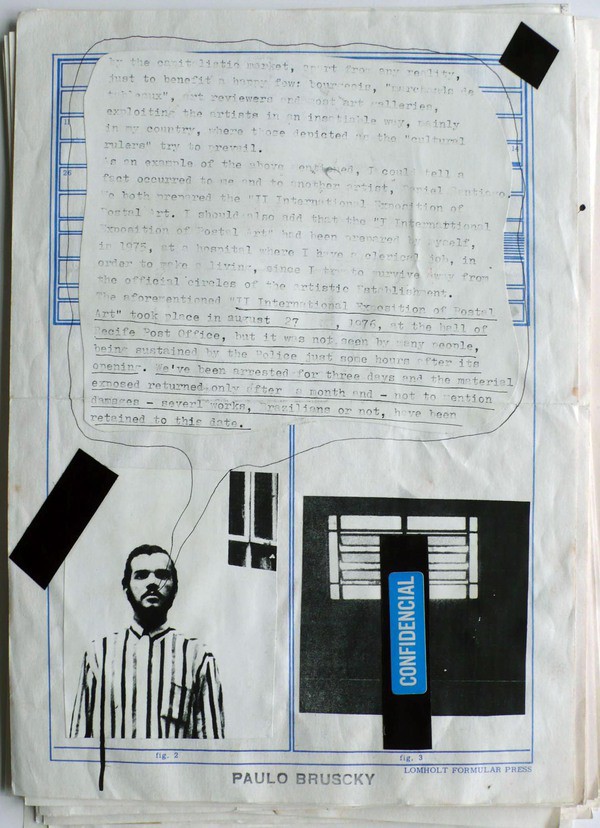 by the capitlistic market, apart from any reality,
just to benefit a happy few: bourgeois, "marchands de
tableaux", art reviewers and most art galleries,
exploiting the artists in an insatiable way, mainly
in my country, where those depicted as the "cultural
rulers" try to prevail.
As an example of the above mentioned, I could tell a
fact occurred to me and to another artist, Daniel Santiago.
We both prepared the "II International Exposition of
Postal Art. I should also add that the "I International
Exposition of Postal Art" had been prepared by myself,
in 1975, at a hospital where I have a clerical job, in
order to make a living, since I try to survive away from
the official circles of the artistic Establishment.
The aforementioned "II International Exposition of Postal
Art" took place in august 27 , 1976, at the hall of
Recife Post Office, but it was not seen by many people,
being sustained by the Police just some hours after its
opening. We've been arrested for three days and the material
exposed returned only after a month and - not to mention
damages - severl works, Brazilians or not, have been
retained to this date.
11
26
CONFIDENCIAL
fig. 2
fig. 3
LOMHOLT FORMULAR PRESS
PAULO BRUSCKY